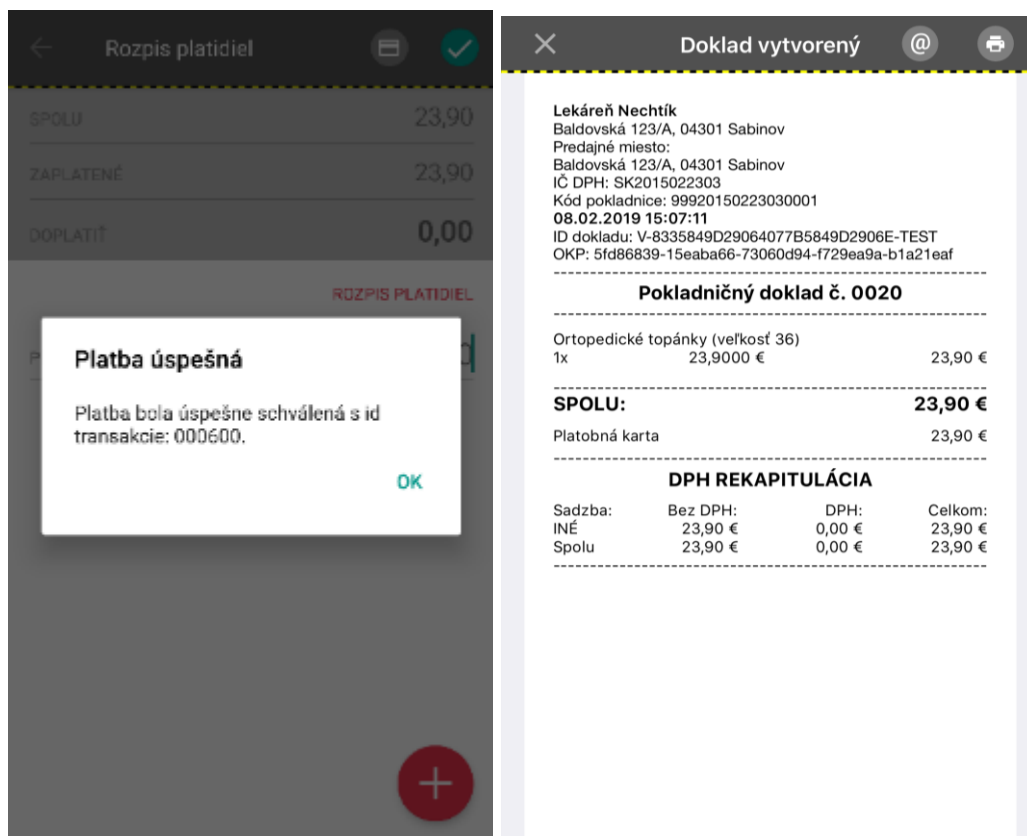 Rozpis platidiel
SPOLU 23,90
ZAPLATENÉ 23,90
DOPLATIŤ 0,00
ROZPIS PLATIDIEL
Platba úspešná
Platba bola úspešne schválená s id
transakcie: 000600.
OK
Doklad vytvorený @
Lekáreň Nechtík
Baldovská 123/A, 04301 Sabinov
Predajné miesto:
Baldovská 123/A, 04301 Sabinov
IČ DPH: SK2015022303
Kód pokladnice: 99920150223030001
08.02.2019 15:07:11
ID dokladu: V-8335849D29064077B5849D2906E-TEST
OKP: 5fd86839-15eaba66-73060d94-f729ea9a-b1a21eaf
Pokladničný doklad č. 0020
Ortopedické topánky (veľkosť 36)
1x 23,9000 € 23,90 €
SPOLU: 23,90 €
Platobná karta 23,90 €
DPH REKAPITULÁCIA
Sadzba: Bez DPH: DPH: Celkom:
INÉ 23,90 € 0,00 € 23,90 €
Spolu 23,90 € 0,00 € 23,90 €